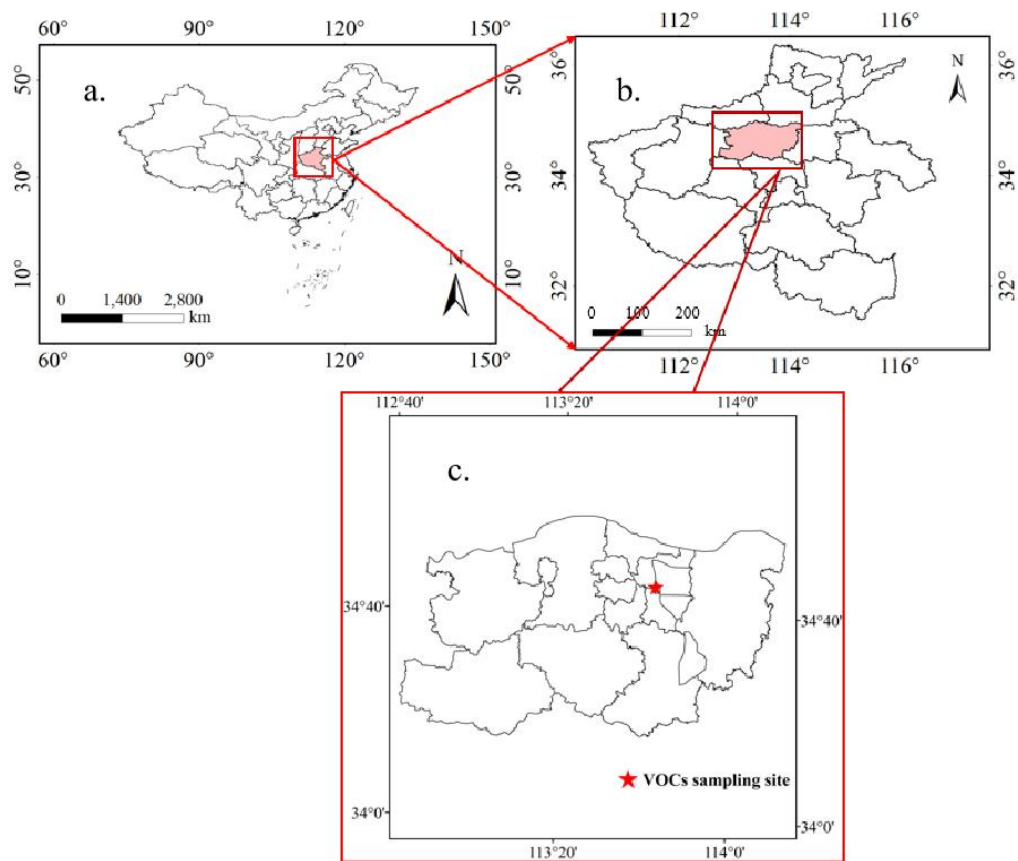 60° 90° 120° 150°
a.
50° 50°
30° 30°
10° 10°
N
0 1,400 2,800
km
60° 90° 120° 150°
112° 114° 116°
b.
N
36° 36°
34° 34°
32° 32°
0 100 200
km
112° 114° 116°
112°40' 113°20' 114°0'
c.
34°40' 34°40'
VOCs sampling site
34°0' 34°0'
113°20' 114°0'